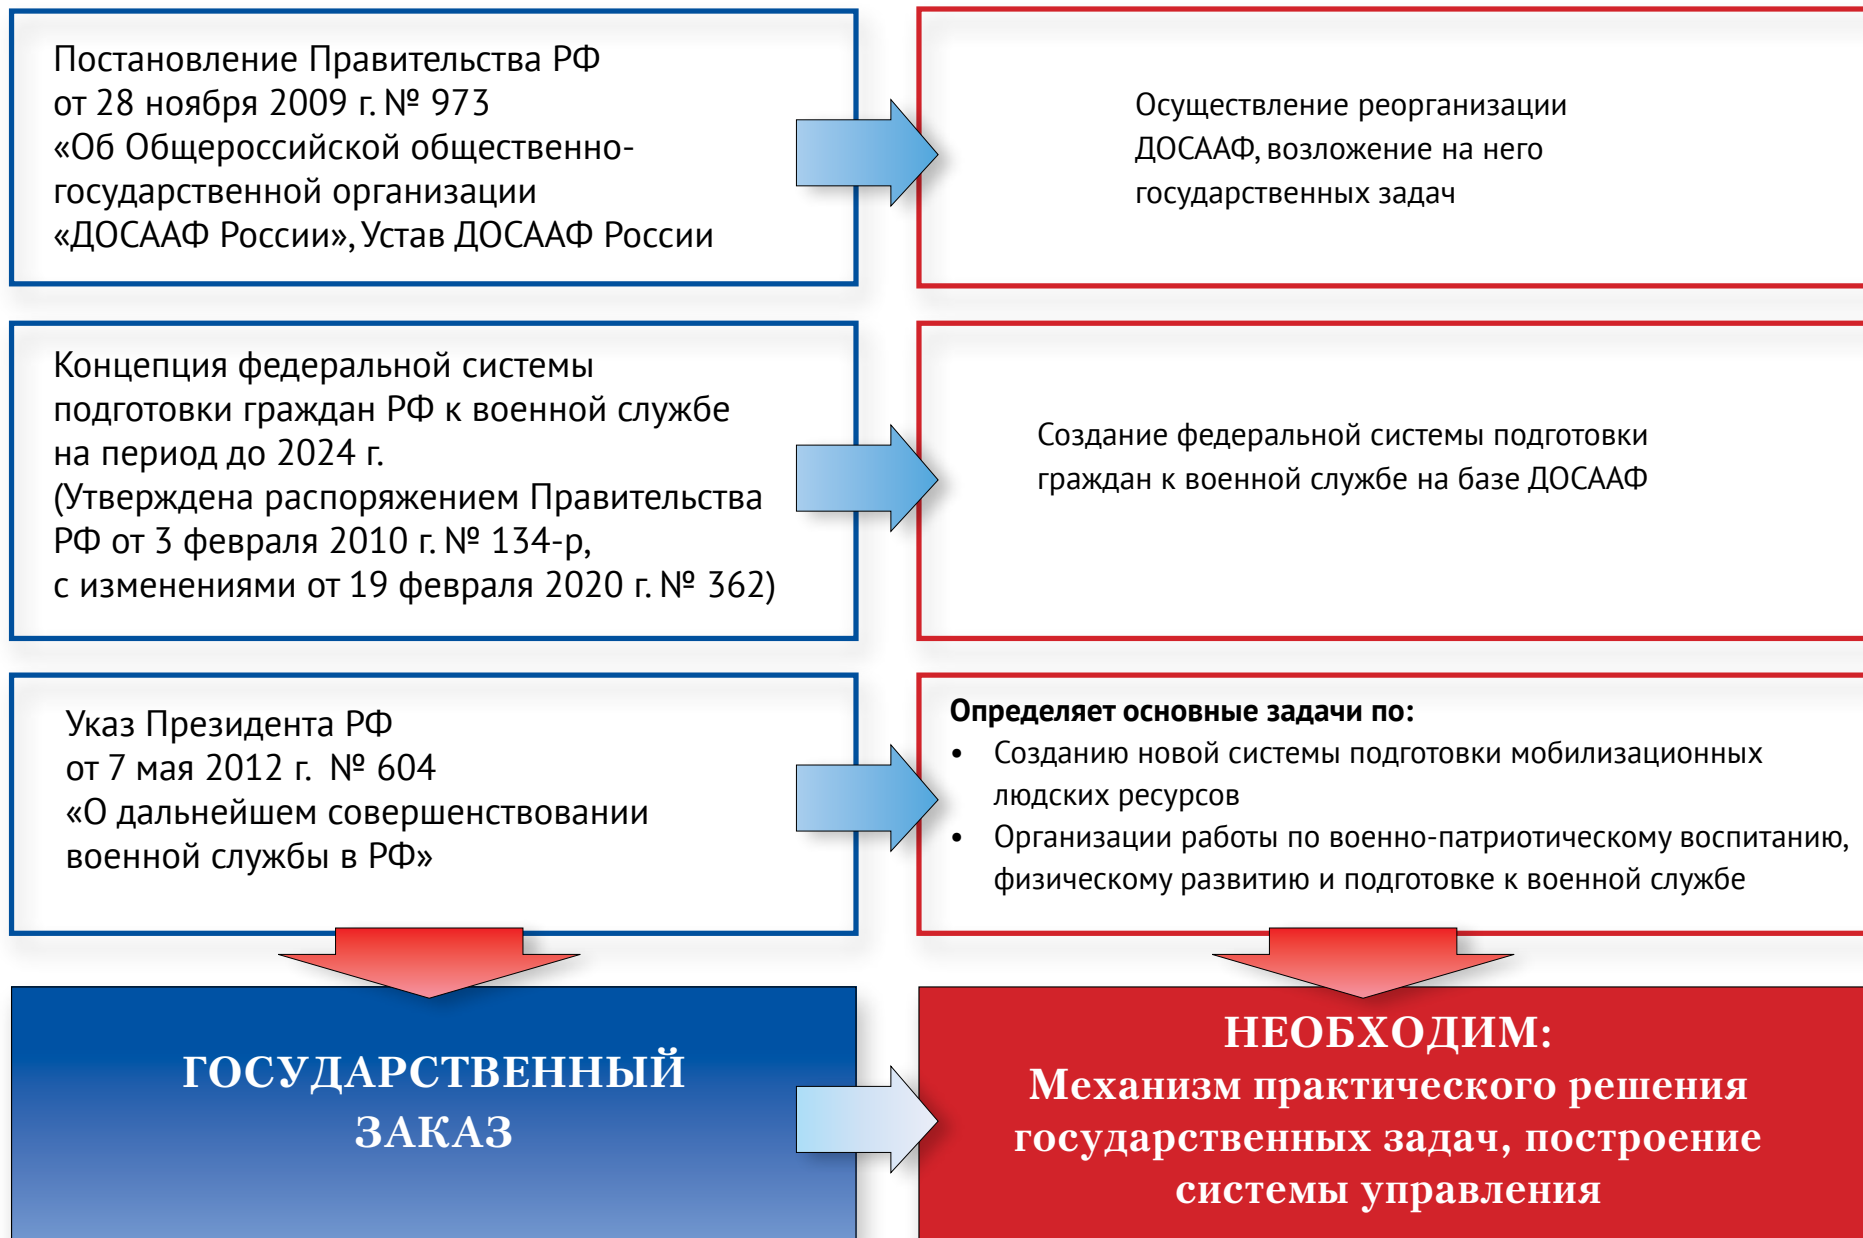 Постановление Правительства РФ
от 28 ноября 2009 г. № 973
«Об Общероссийской общественно-
государственной организации
«ДОСААФ России», Устав ДОСААФ России
Осуществление реорганизации
ДОСААФ, возложение на него
государственных задач
Концепция федеральной системы
подготовки граждан РФ к военной службе
на период до 2024 г.
(Утверждена распоряжением Правительства
РФ от 3 февраля 2010 г. № 134-р,
с изменениями от 19 февраля 2020 г. № 362)
Создание федеральной системы подготовки
граждан к военной службе на базе ДОСААФ
Указ Президента РФ
от 7 мая 2012 г. № 604
«О дальнейшем совершенствовании
военной службы в РФ»
Определяет основные задачи по:
• Созданию новой системы подготовки мобилизационных
людских ресурсов
• Организации работы по военно-патриотическому воспитанию,
физическому развитию и подготовке к военной службе
ГОСУДАРСТВЕННЫЙ
ЗАКАЗ
НЕОБХОДИМ:
Механизм практического решения
государственных задач, построение
системы управления